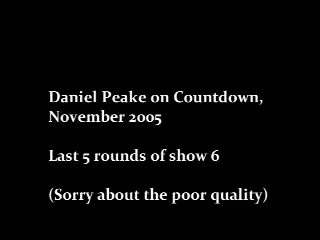 Daniel Peake on Countdown,
November 2005
Last 5 rounds of show 6
(Sorry about the poor quality)